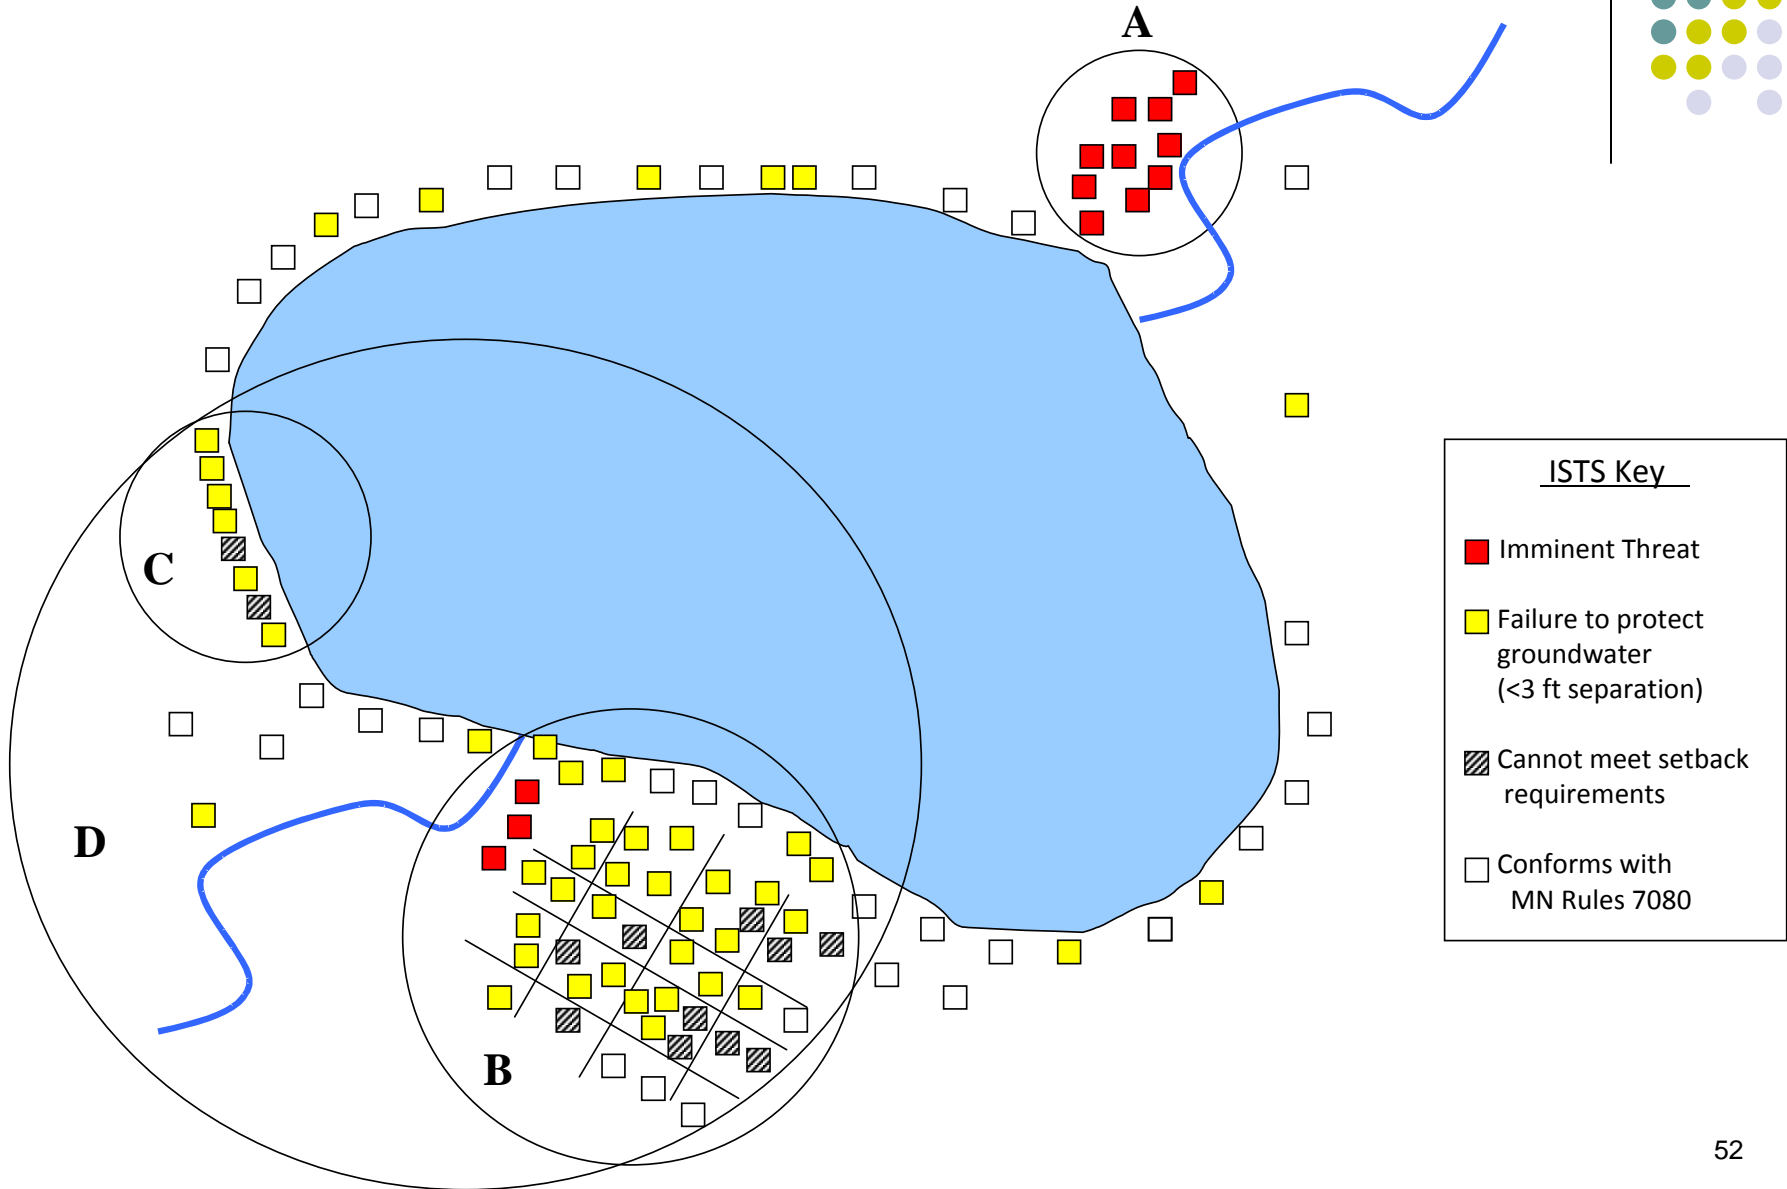 A
C
D
B
ISTS Key
Imminent Threat
Failure to protect
groundwater
(<3 ft separation)
Cannot meet setback
requirements
Conforms with
MN Rules 7080
52